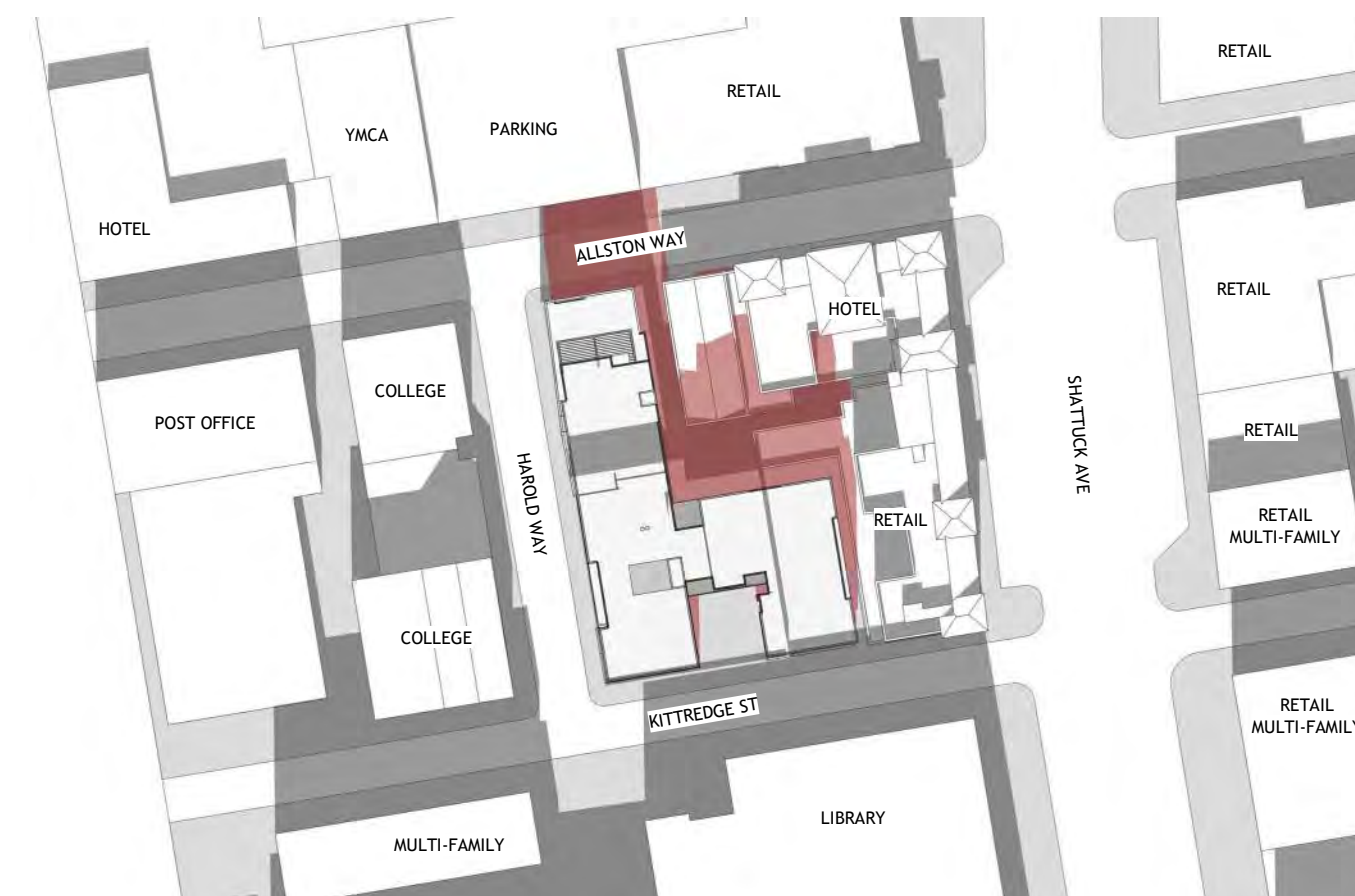 RETAIL
RETAIL
YMCA
PARKING
HOTEL
ALLSTON WAY
RETAIL
HOTEL
COLLEGE
POST OFFICE
SHATTUCK AVE
RETAIL
HAROLD WAY
RETAIL
RETAIL
MULTI-FAMILY
COLLEGE
KITTREDGE ST
RETAIL
MULTI-FAMILY
LIBRARY
MULTI-FAMILY